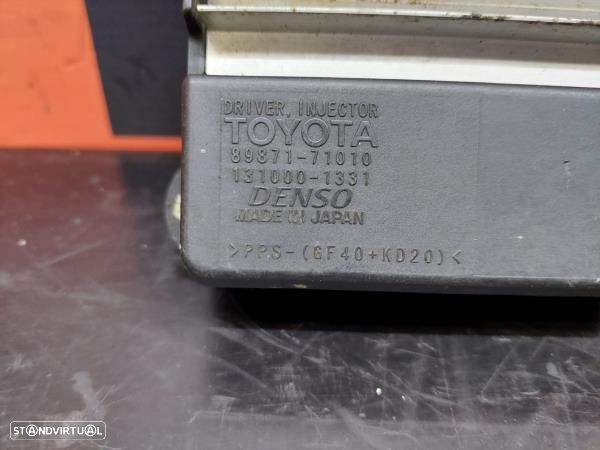 DRIVER, INJECTOR
TOYOTA
89871-71010
131000-1331
DENSO
MADE IN JAPAN
>PPS-(GF40+KD20)<
STANDVIRTUAL